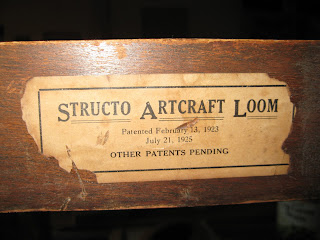 STRUCTO ARTCRAFT LOOM
Patented February 13, 1923
July 21, 1925
OTHER PATENTS PENDING